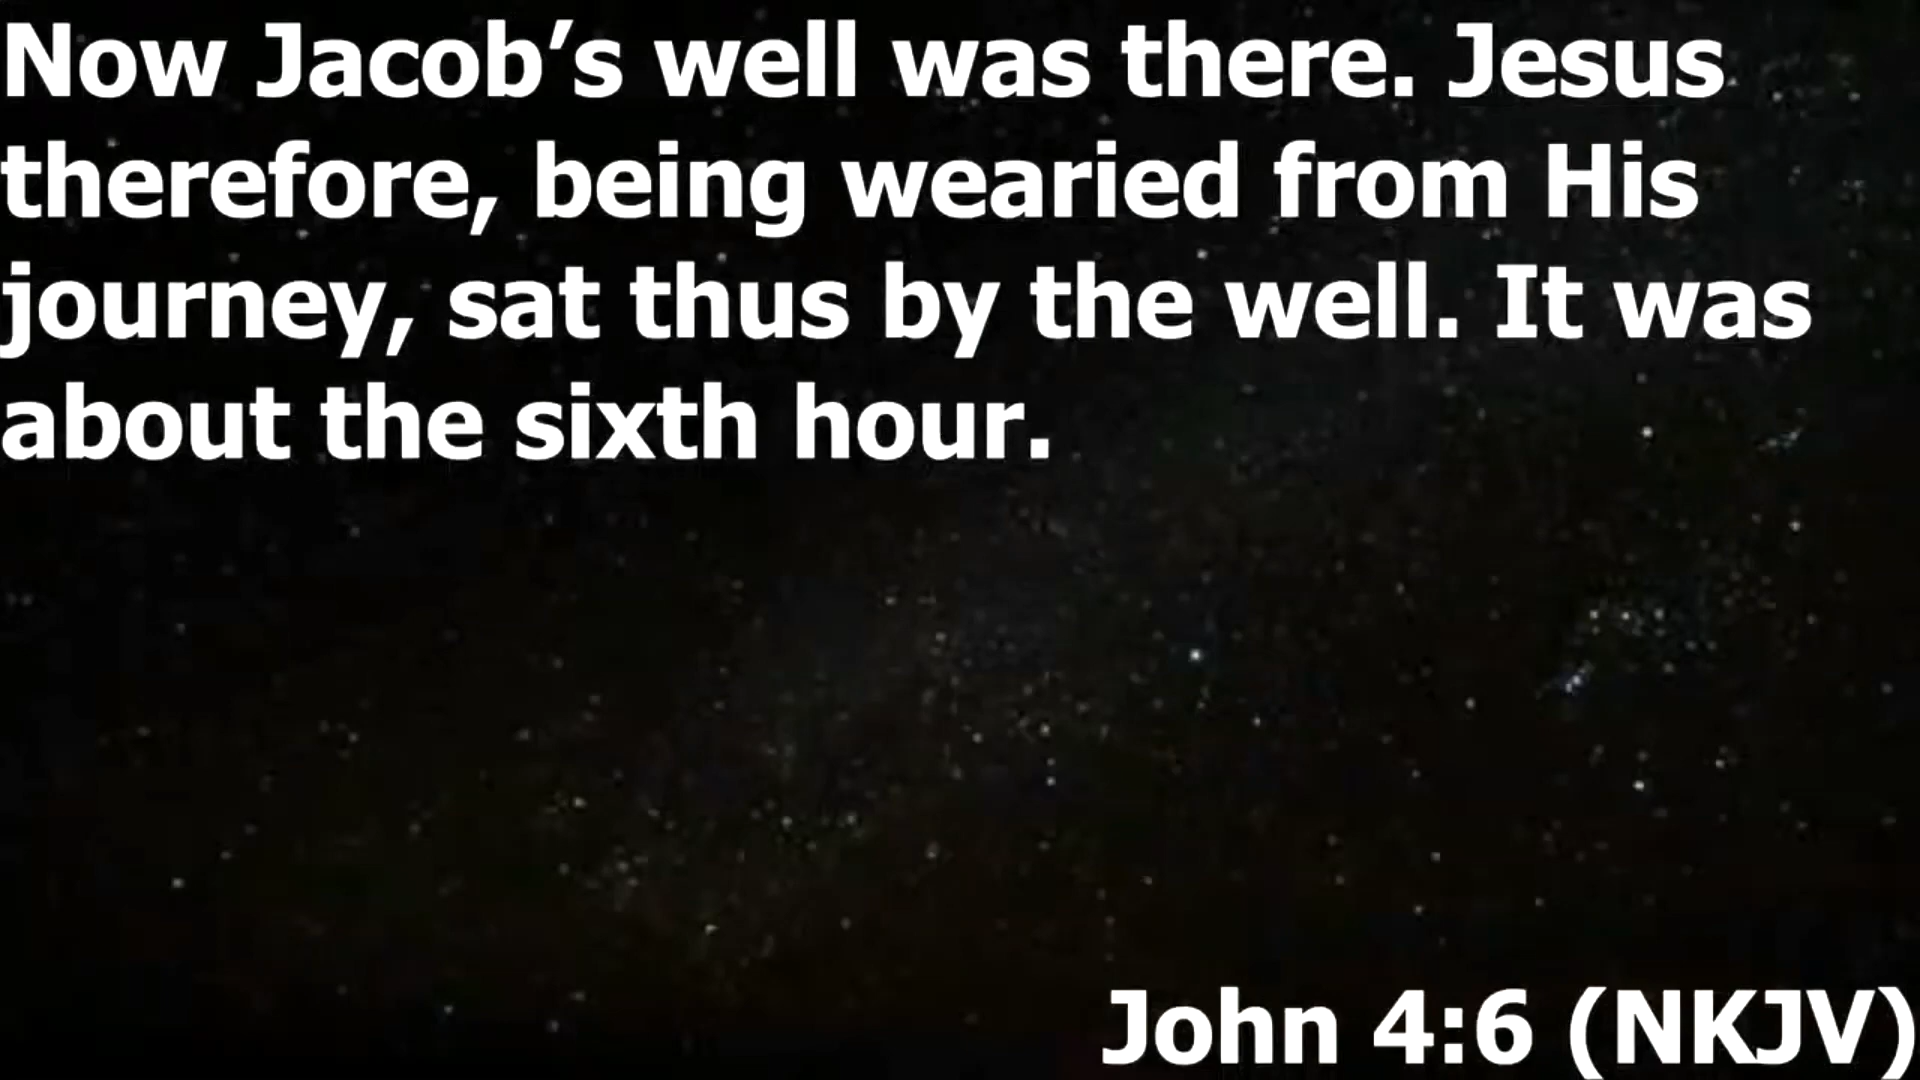 Now Jacob’s well was there. Jesus
therefore, being wearied from His
journey, sat thus by the well. It was
about the sixth hour.
John 4:6 (NKJV)